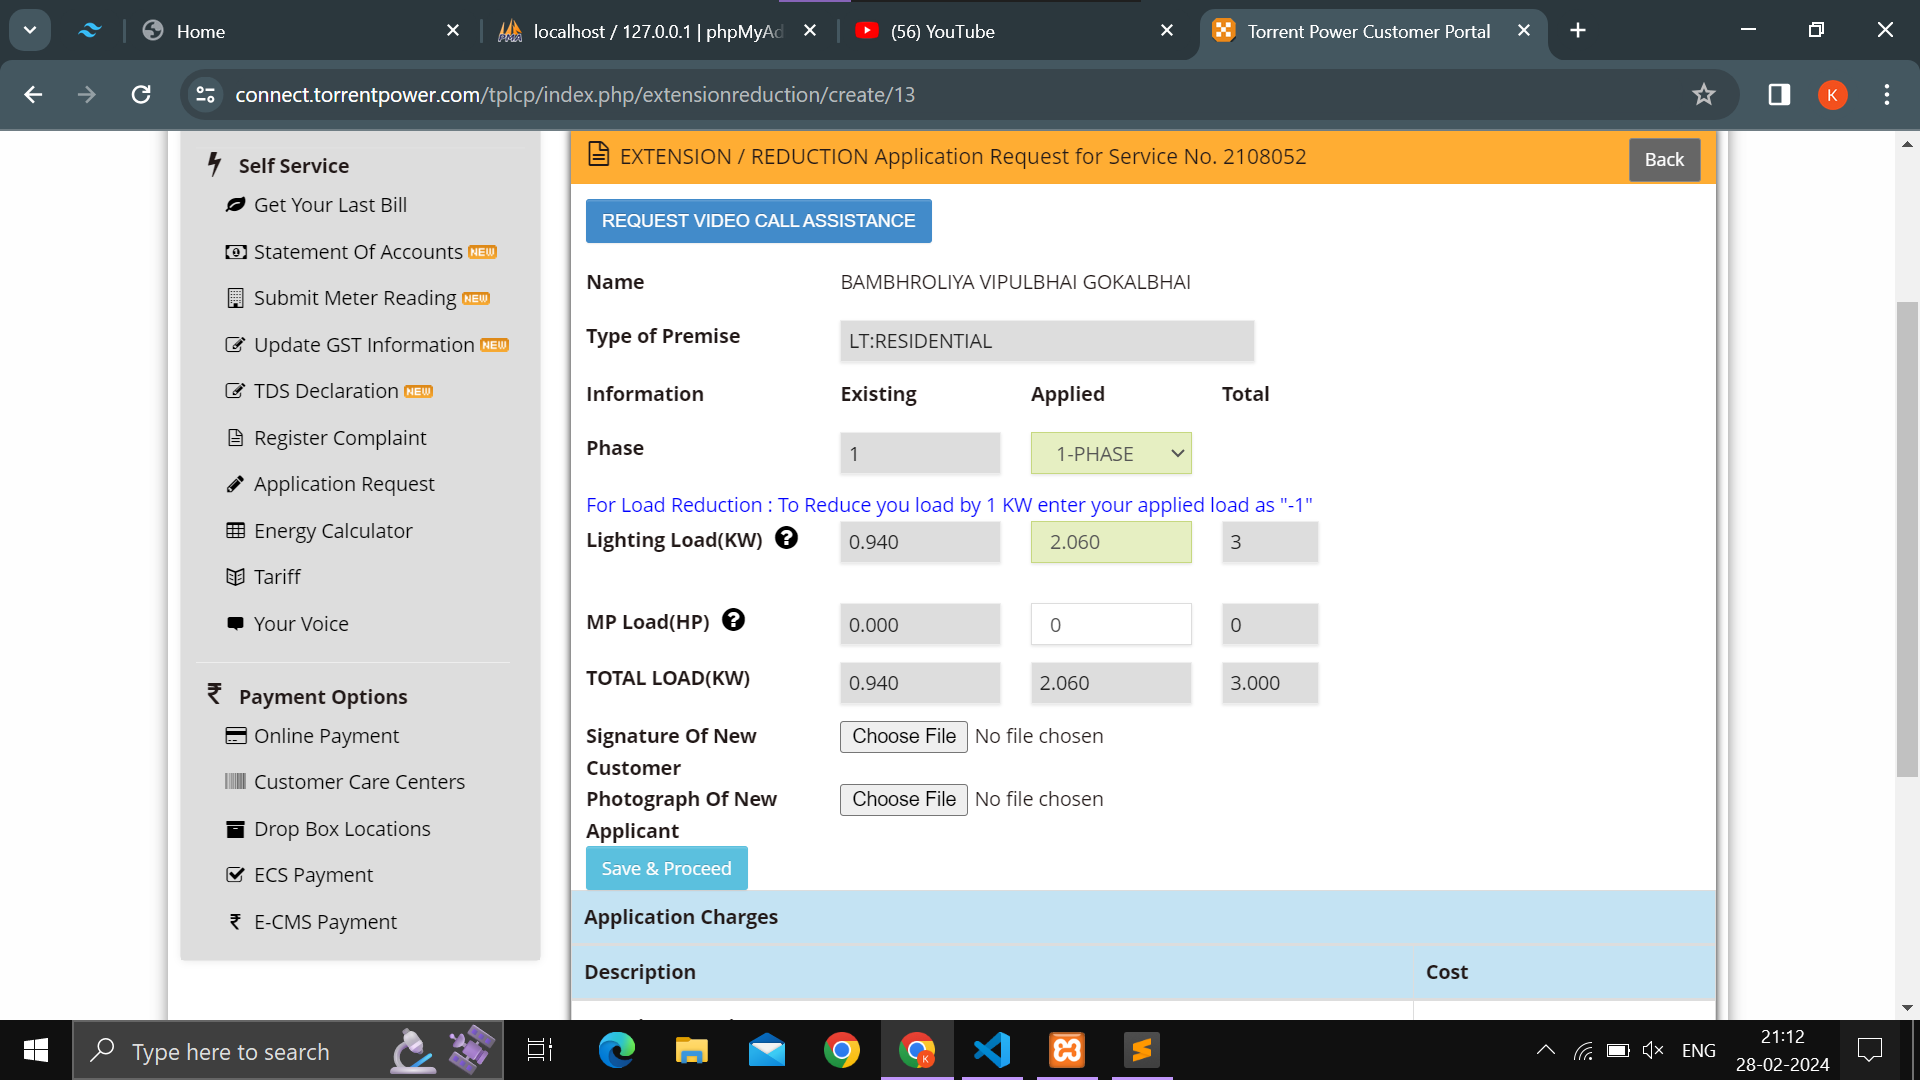 Home
localhost / 127.0.0.1 | phpMyAd
(56) YouTube
Torrent Power Customer Portal
connect.torrentpower.com/tplcp/index.php/extensionreduction/create/13
K
Self Service
Get Your Last Bill
Statement Of Accounts NEW
Submit Meter Reading NEW
Update GST Information NEW
TDS Declaration NEW
Register Complaint
Application Request
Energy Calculator
Tariff
Your Voice
Payment Options
Online Payment
Customer Care Centers
Drop Box Locations
ECS Payment
E-CMS Payment
EXTENSION / REDUCTION Application Request for Service No. 2108052
Back
REQUEST VIDEO CALL ASSISTANCE
Name BAMBHROLIYA VIPULBHAI GOKALBHAI
Type of Premise LT:RESIDENTIAL
Information Existing Applied Total
Phase 1 1-PHASE
For Load Reduction : To Reduce you load by 1 KW enter your applied load as "-1"
Lighting Load(KW) ? 0.940 2.060 3
MP Load(HP) ? 0.000 0 0
TOTAL LOAD(KW) 0.940 2.060 3.000
Signature Of New Choose File No file chosen
Customer
Photograph Of New Choose File No file chosen
Applicant
Save & Proceed
Application Charges
Description Cost
Type here to search
K
ENG
21:12
28-02-2024